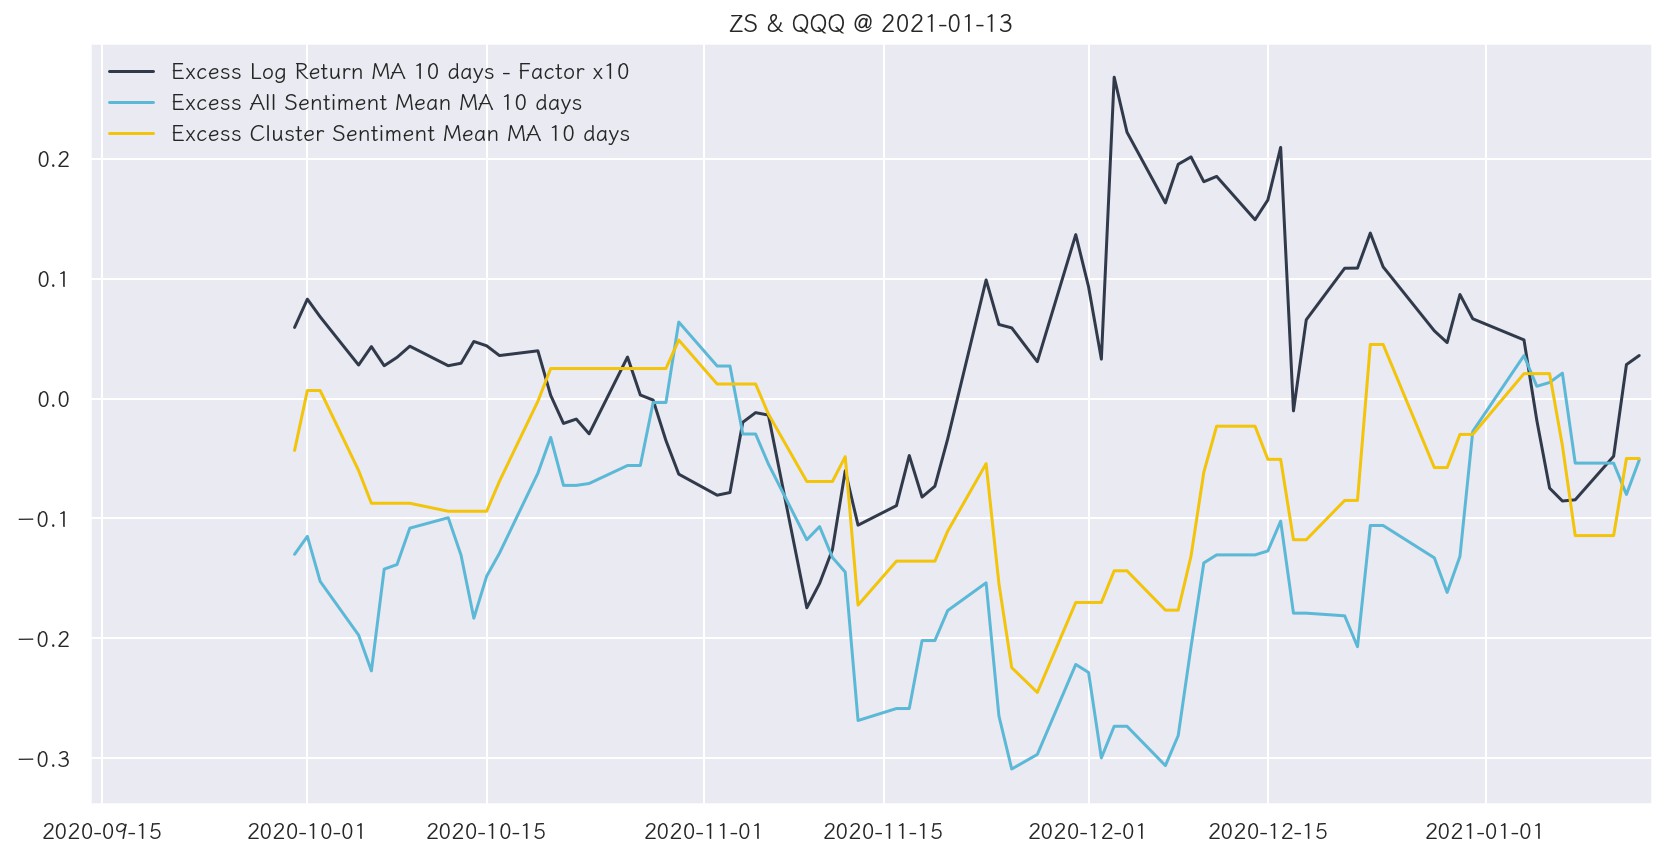 ZS & QQQ @ 2021-01-13
Excess Log Return MA 10 days - Factor x10
Excess All Sentiment Mean MA 10 days
Excess Cluster Sentiment Mean MA 10 days
0.2
0.1
0.0
−0.1
−0.2
−0.3
2020-09-15 2020-10-01 2020-10-15 2020-11-01 2020-11-15 2020-12-01 2020-12-15 2021-01-01